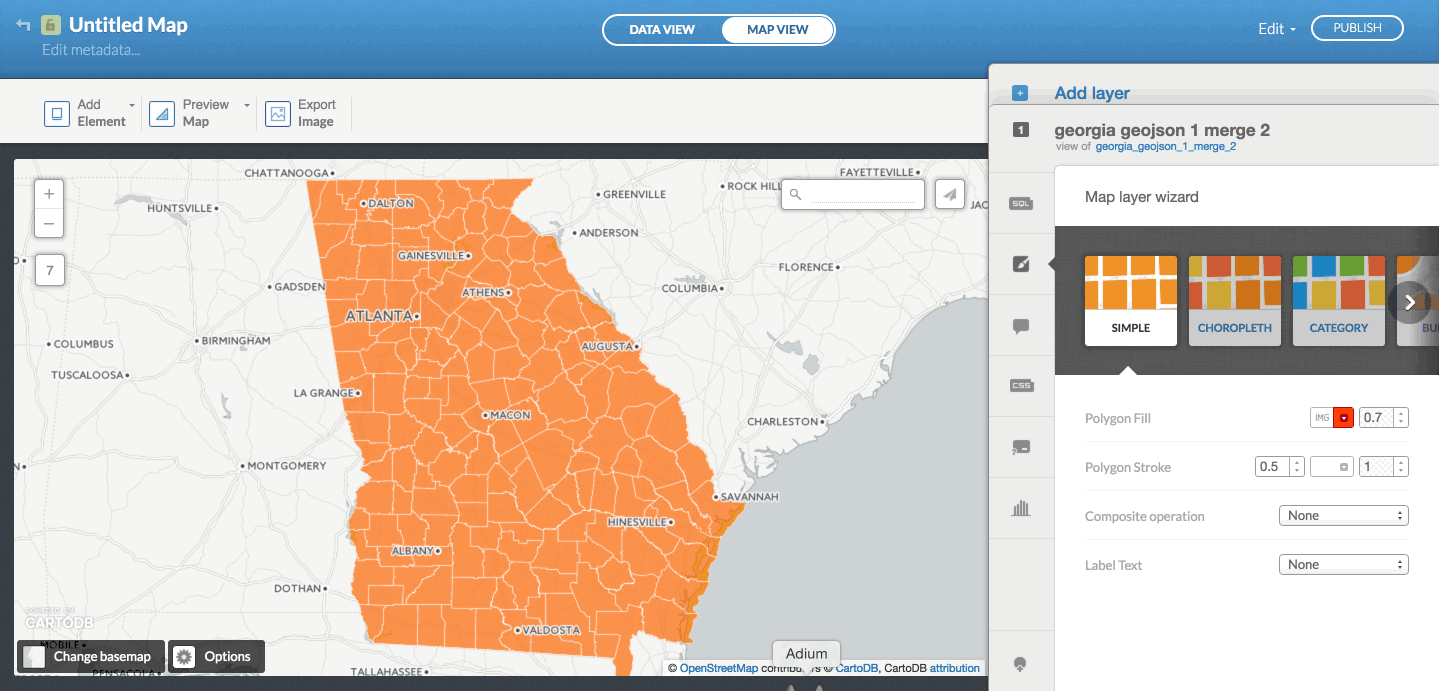 Untitled Map
Edit metadata...
DATA VIEW
MAP VIEW
Edit
PUBLISH
Add
Element
Preview
Map
Export
Image
Add layer
1
georgia geojson 1 merge 2
view of georgia_geojson_1_merge_2
SQL
CSS
Map layer wizard
SIMPLE
CHOROPLETH
CATEGORY
BU
Polygon Fill
IMG
0.7
Polygon Stroke
0.5
1
Composite operation
None
Label Text
None
+
−
7
CHATTANOOGA
FAYETTEVILLE
ROCK HILL
GREENVILLE
DALTON
JAC
HUNTSVILLE
ANDERSON
GAINESVILLE
FLORENCE
GADSDEN
ATHENS
COLUMBIA
ATLANTA
COLUMBUS
BIRMINGHAM
AUGUSTA
TUSCALOOSA
LA GRANGE
MACON
CHARLESTON
MONTGOMERY
SAVANNAH
HINESVILLE
ALBANY
DOTHAN
POWERED BY
CARTODB
VALDOSTA
MOBILE
Change basemap
Options
PENSACOLA
TALLAHASSEE
Adium
© OpenStreetMap contributors © CartoDB, CartoDB attribution